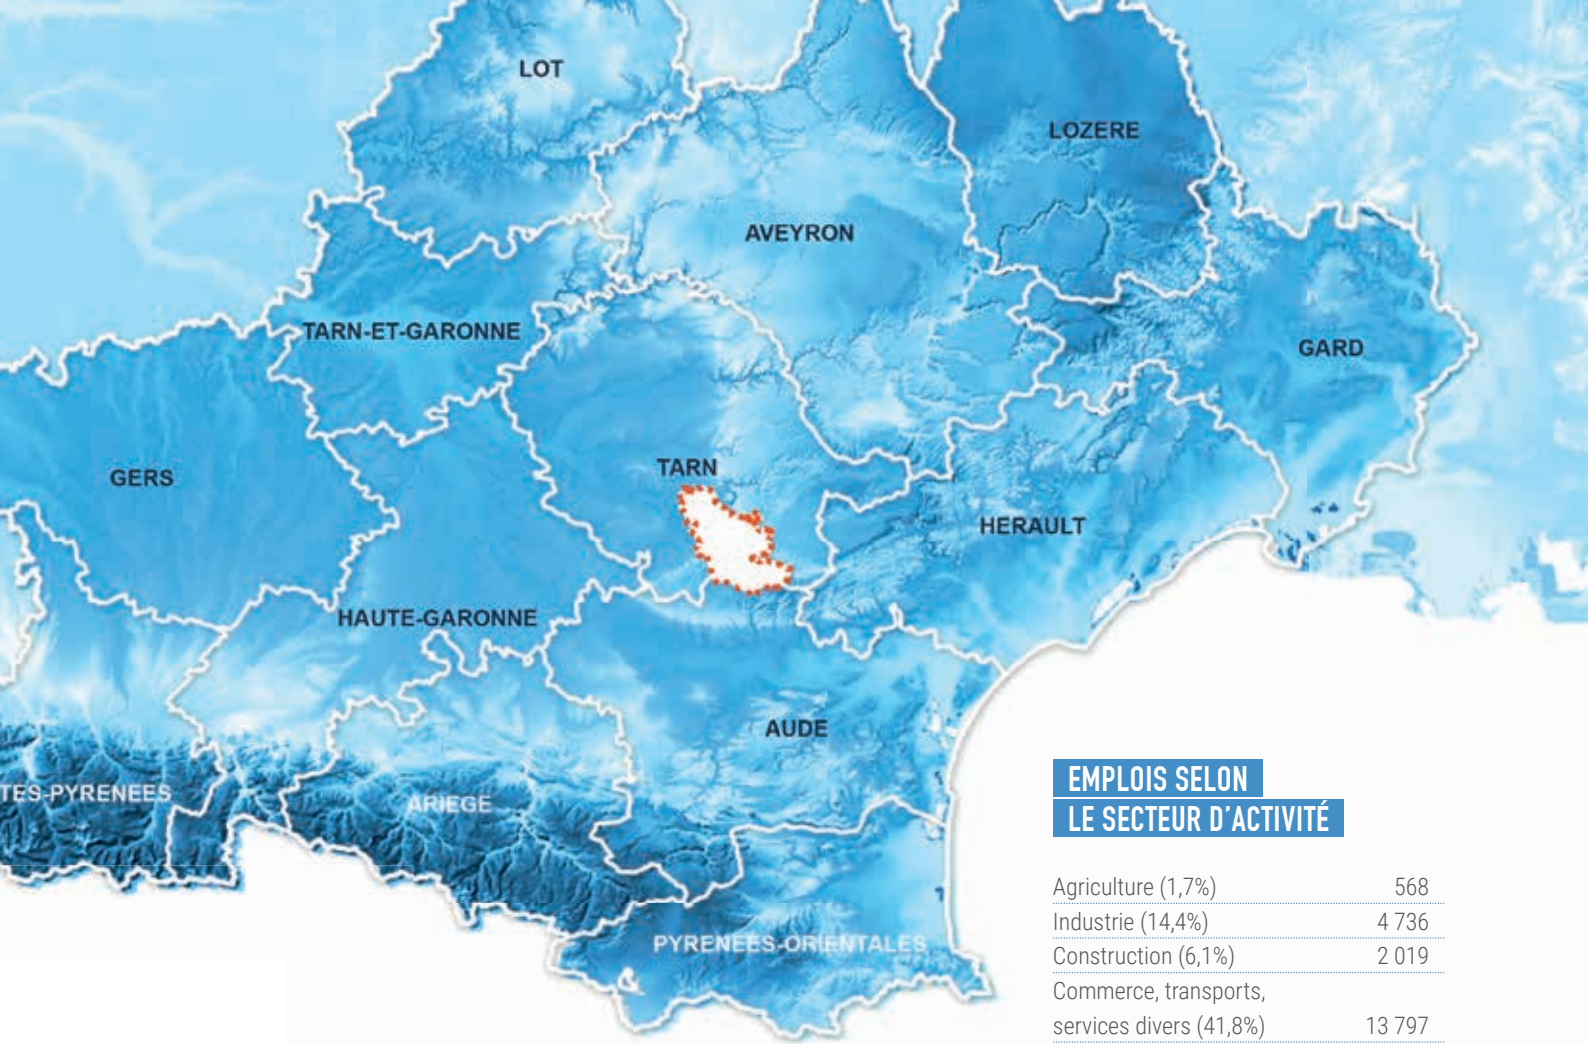 LOT
LOZERE
AVEYRON
TARN-ET-GARONNE
GARD
TARN
GERS
HERAULT
HAUTE-GARONNE
AUDE
TES-PYRENEES
ARIEGE
PYRENEES-ORIENTALES
EMPLOIS SELON
LE SECTEUR D'ACTIVITÉ
Agriculture (1,7%) 568
Industrie (14,4%) 4 736
Construction (6,1%) 2 019
Commerce, transports,
services divers (41,8%) 13 797